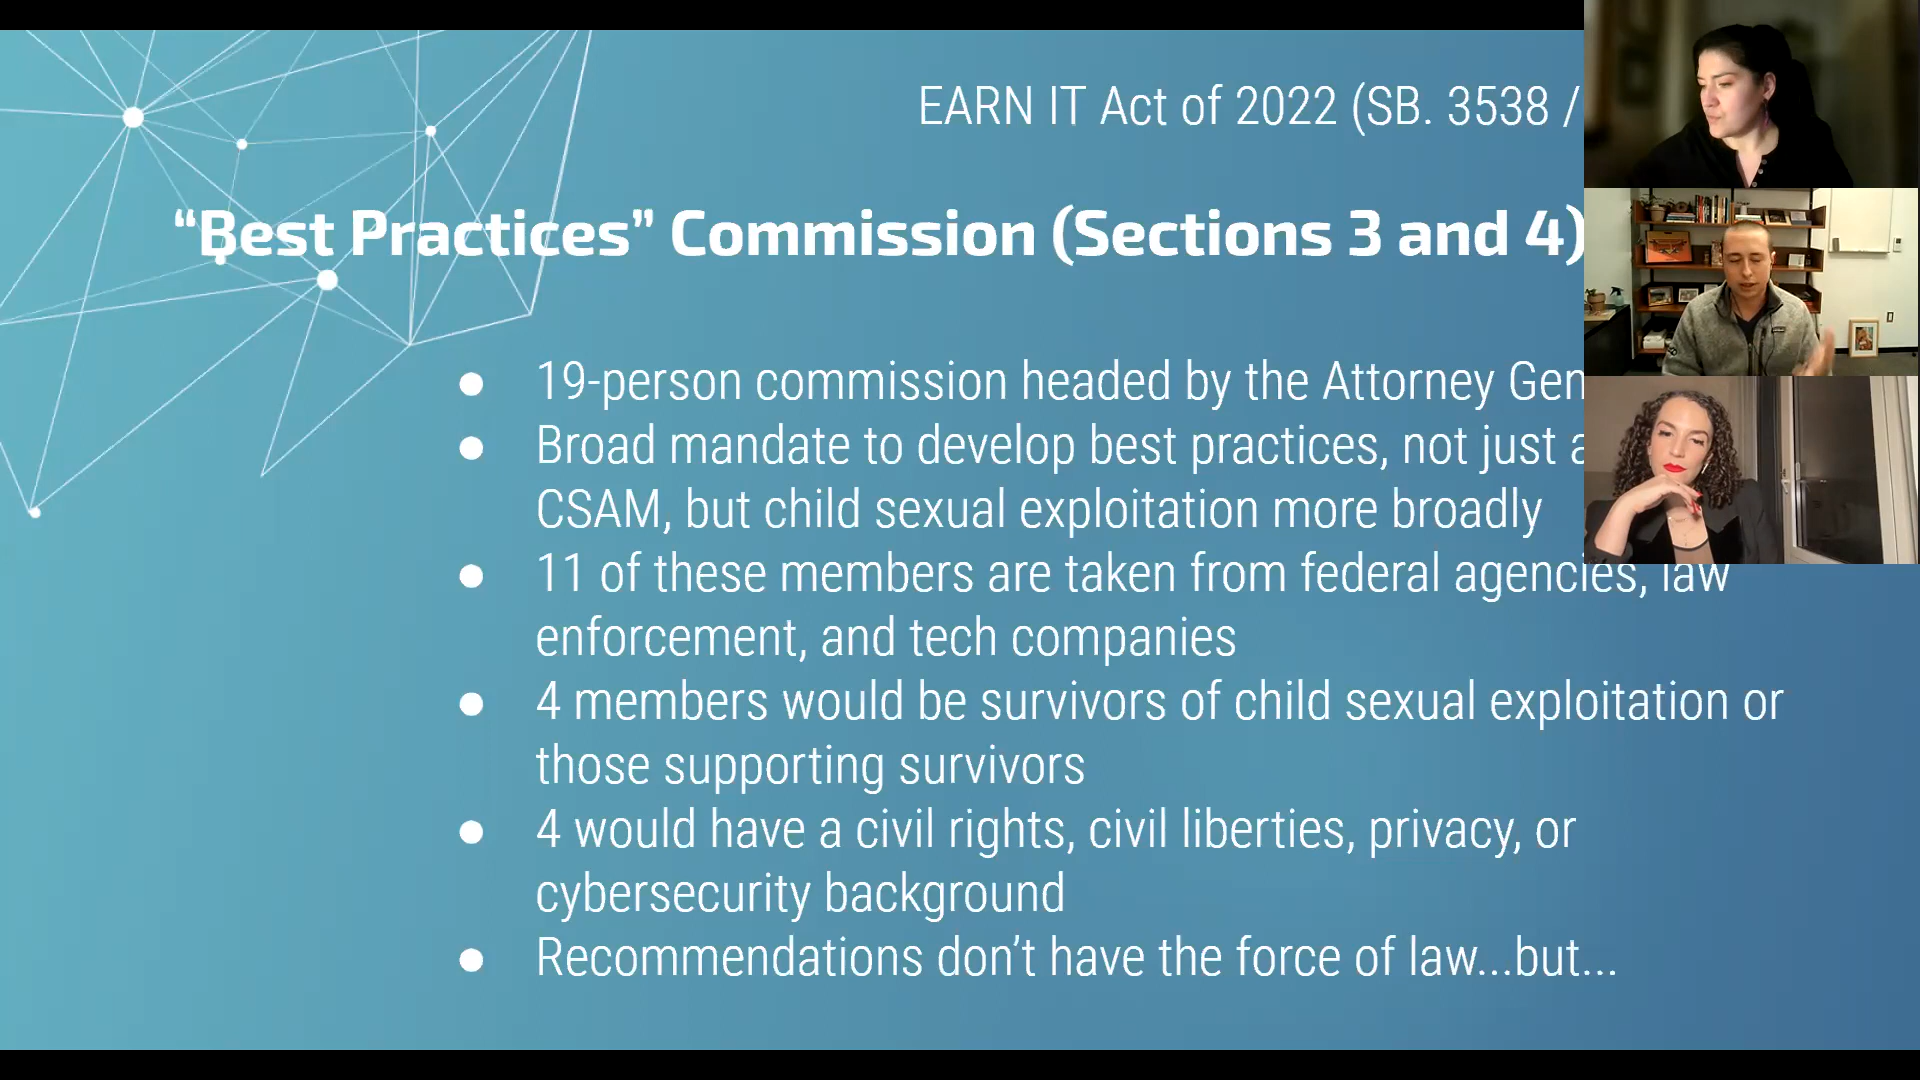 EARN IT Act of 2022 (SB. 3538 /
“Best Practices” Commission (Sections 3 and 4)
● 19-person commission headed by the Attorney Gen
● Broad mandate to develop best practices, not just a
CSAM, but child sexual exploitation more broadly
● 11 of these members are taken from federal agencies, law
enforcement, and tech companies
● 4 members would be survivors of child sexual exploitation or
those supporting survivors
● 4 would have a civil rights, civil liberties, privacy, or
cybersecurity background
● Recommendations don’t have the force of law...but...